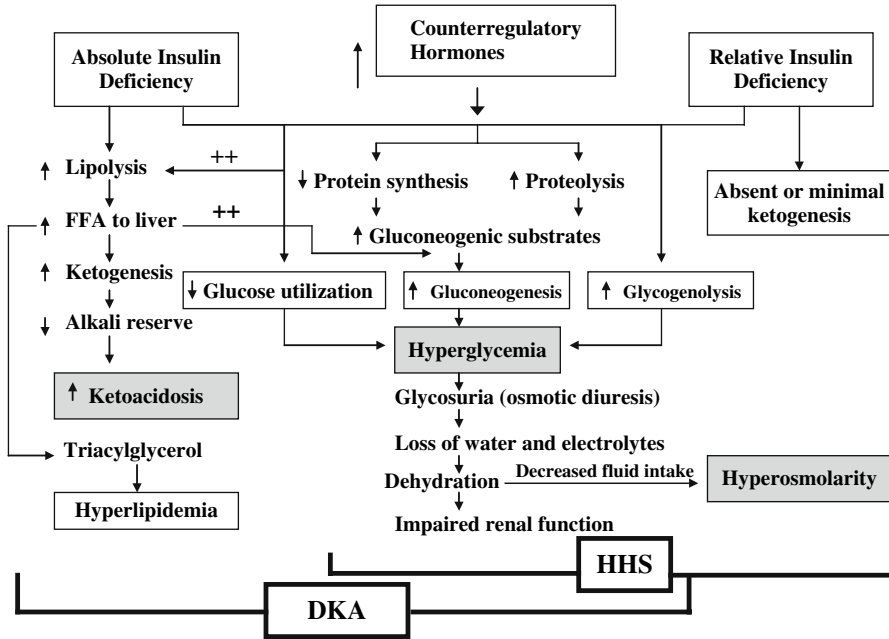 Absolute Insulin
Deficiency
Counterregulatory
Hormones
Relative Insulin
Deficiency
++
Lipolysis
Protein synthesis
Proteolysis
Absent or minimal
ketogenesis
FFA to liver
++
Gluconeogenic substrates
Ketogenesis
Glucose utilization
Gluconeogenesis
Glycogenolysis
Alkali reserve
Hyperglycemia
Ketoacidosis
Glycosuria (osmotic diuresis)
Triacylglycerol
Loss of water and electrolytes
Dehydration
Decreased fluid intake
Hyperosmolarity
Hyperlipidemia
Impaired renal function
HHS
DKA